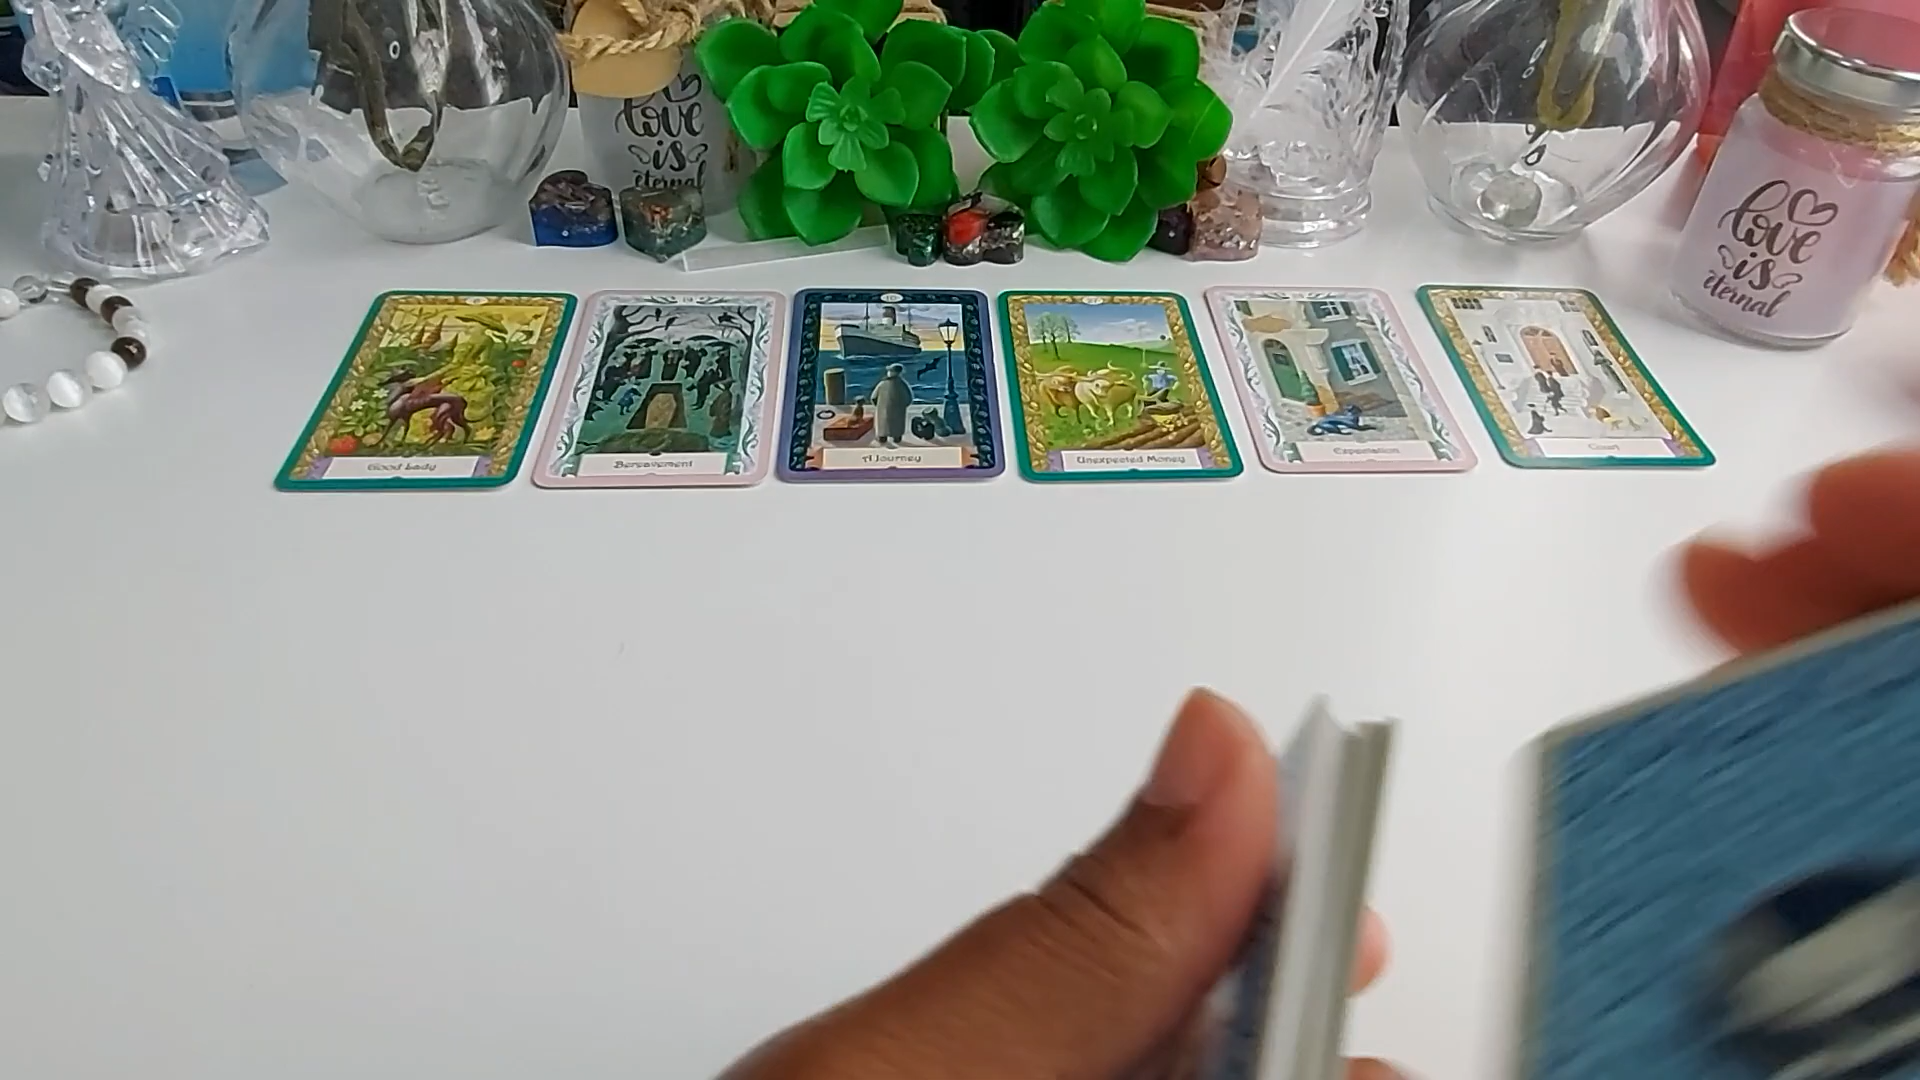 love
is
eternal
love
is
eternal
Good Lady
Bereavement
A Journey
Unexpected Money
Expectation
Court